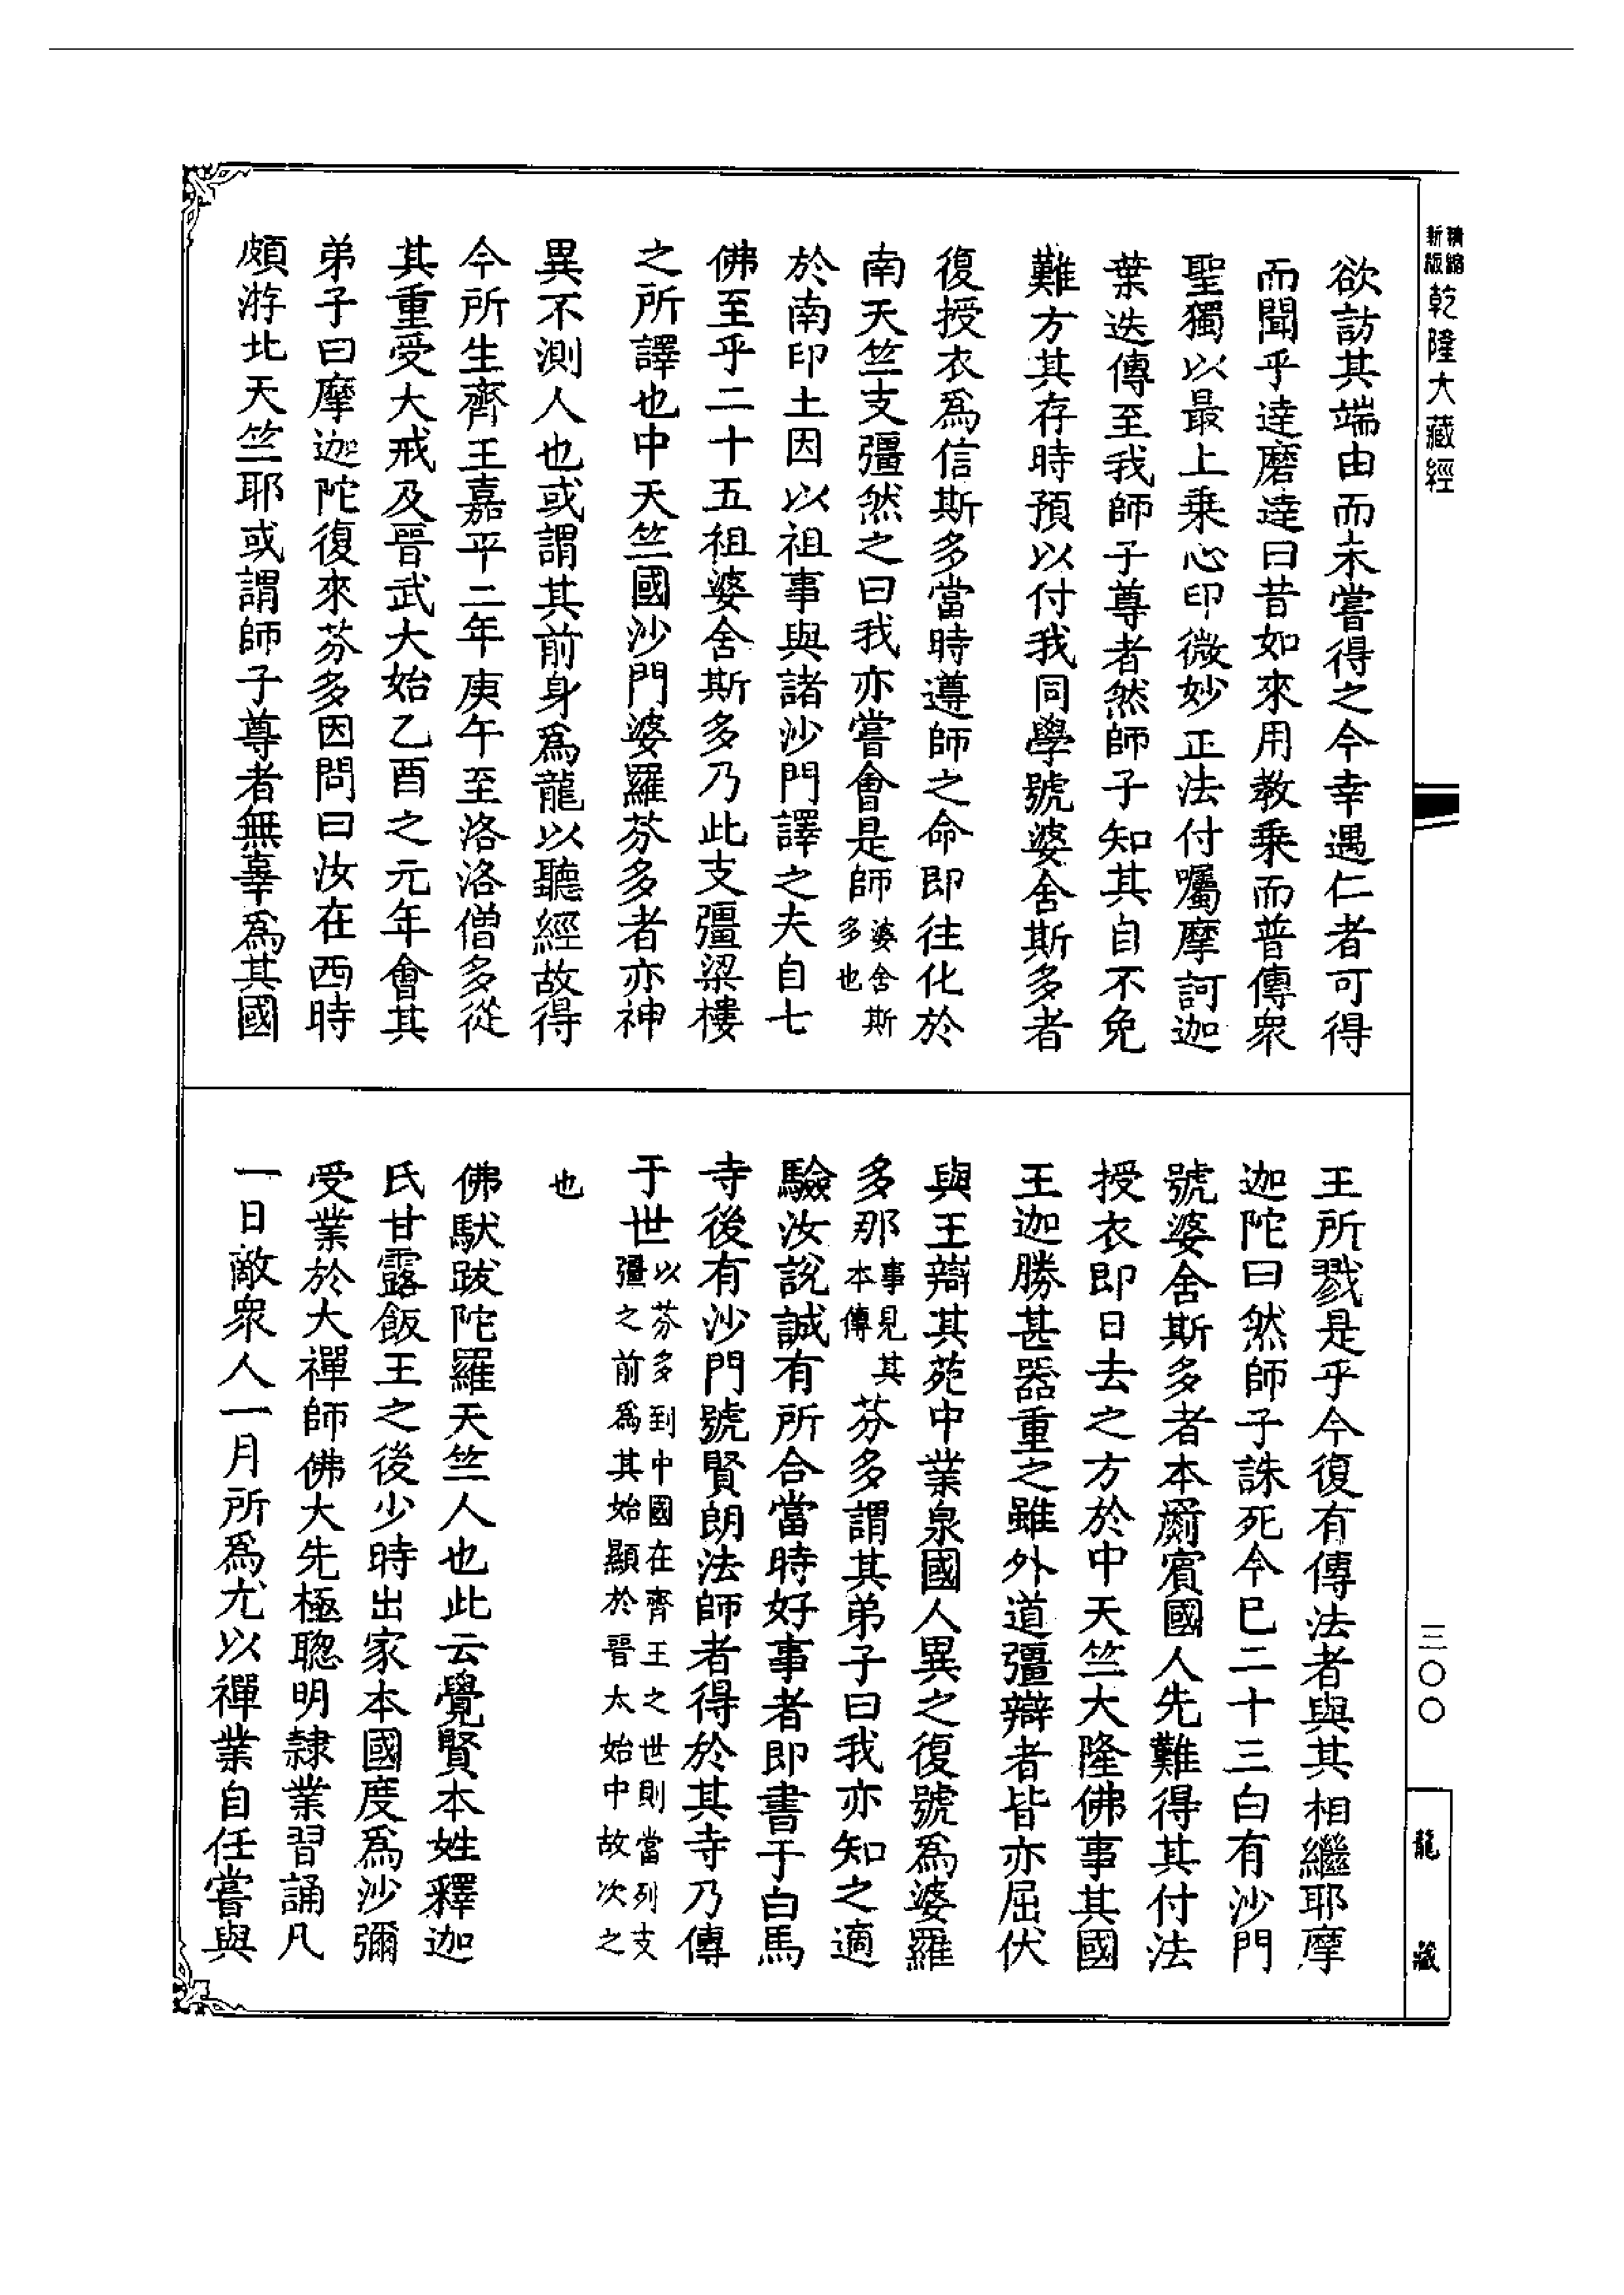 精縮
新版
乾隆大藏經
欲訪其端由而未嘗得之今幸遇仁者可得
而聞乎達磨達曰昔如來用教乘而普傳衆
聖獨以最上乘心印微妙正法付囑摩訶迦
葉迭傳至我師子尊者然師子知其自不免
難方其存時預以付我同學號婆舍斯多者
復授衣爲信斯多當時遵師之命即往化於
南天竺支彊然之曰我亦嘗會是師婆舍斯多也
於南印土因以祖事與諸沙門譯之夫自七
佛至乎二十五祖婆舍斯多乃此支彊梁樓
之所譯也中天竺國沙門婆羅芬多者亦神
異不測人也或謂其前身爲龍以聽經故得
今所生齊王嘉平二年庚午至洛洛僧多從
其重受大戒及晉武大始乙酉之元年會其
弟子曰摩迦陀復來芬多因問曰汝在西時
頗游北天竺耶或謂師子尊者無辜爲其國
王所戮是乎今復有傳法者與其相繼耶摩
迦陀曰然師子誅死今已二十三白有沙門
號婆舍斯多者本罽賓國人先難得其付法
授衣即日去之方於中天竺大隆佛事其國
王迦勝甚器重之雖外道彊辯者皆亦屈伏
與王辯其苑中業泉國人異之復號爲婆羅
多那事見其本傳芬多謂其弟子曰我亦知之適
驗汝說誠有所合當時好事者即書于白馬
寺後有沙門號賢朗法師者得於其寺乃傳
于世以芬多到中國在齊王之世則當列支彊之前爲其始顯於晉太始中故次之
也
佛馱跋陀羅天竺人也此云覺賢本姓釋迦
氏甘露飯王之後少時出家本國度爲沙彌
受業於大禪師佛大先極聰明隸業習誦凡
一日敵衆人一月所爲尤以禪業自任嘗與
三〇〇
龍藏